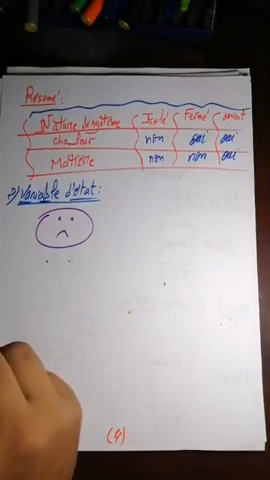 Résumé:
Nature de système Isolé Fermé ouvert
chaleur non oui oui
Matière non non oui
2) Variable d'état:
(4)